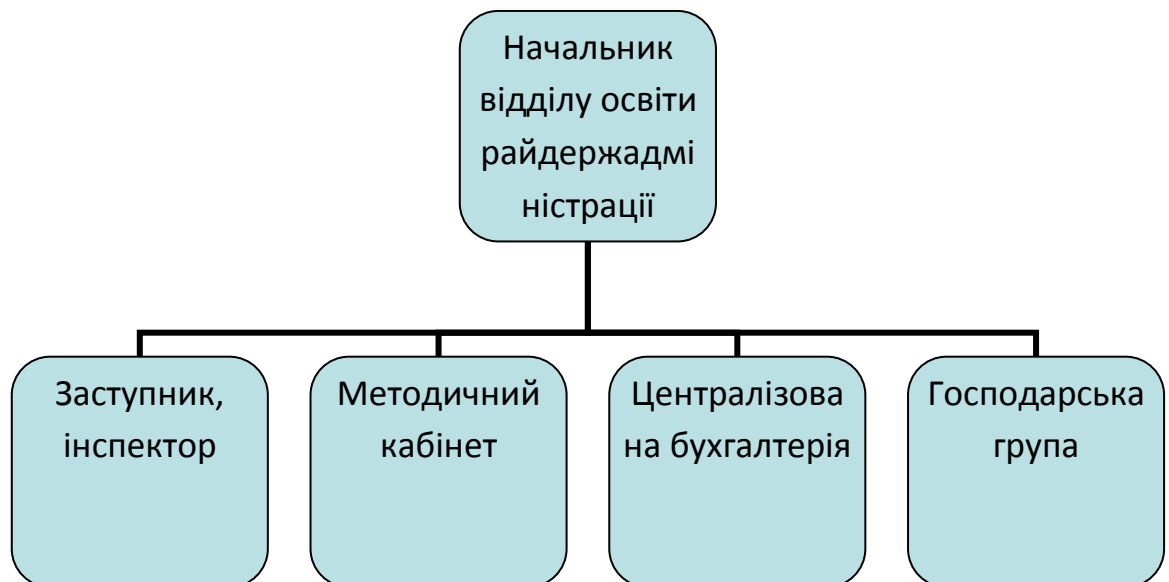 Начальник
відділу освіти
райдержадмі
ністрації
Заступник,
інспектор
Методичний
кабінет
Централізова
на бухгалтерія
Господарська
група